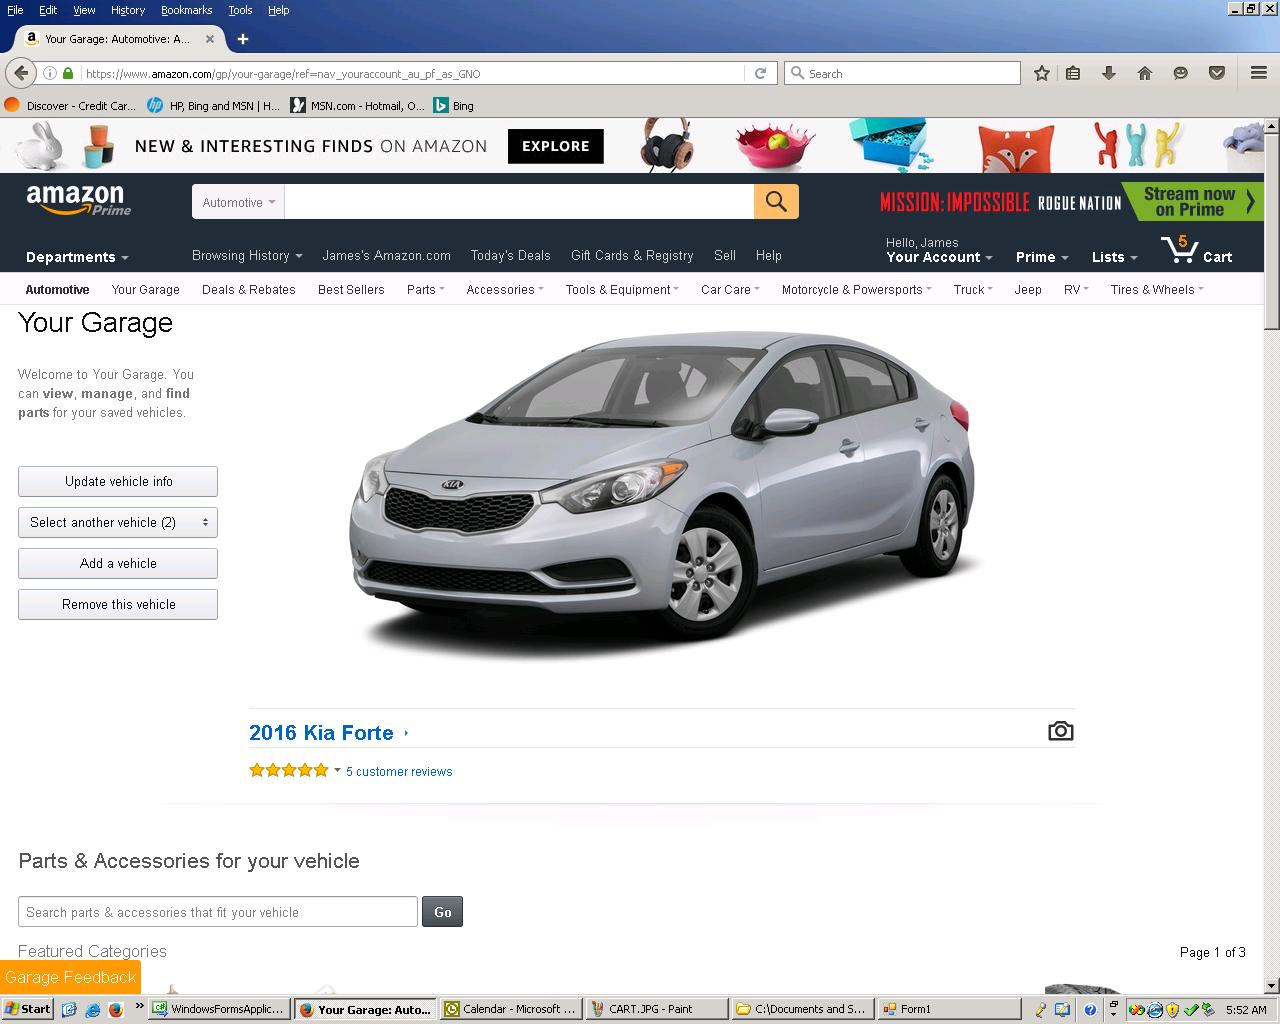 File Edit View History Bookmarks Tools Help
Your Garage: Automotive: A...
https://www.amazon.com/gp/your-garage/ref=nav_youraccount_au_pf_as_GNO
Search
Discover - Credit Car... HP, Bing and MSN | H... MSN.com - Hotmail, O... Bing
NEW & INTERESTING FINDS ON AMAZON EXPLORE
amazon Prime
Automotive
MISSION: IMPOSSIBLE ROGUE NATION
Stream now
on Prime
Departments
Browsing History James's Amazon.com Today's Deals Gift Cards & Registry Sell Help
Hello, James
Your Account Prime Lists 5 Cart
Automotive Your Garage Deals & Rebates Best Sellers Parts Accessories Tools & Equipment Car Care Motorcycle & Powersports Truck Jeep RV Tires & Wheels
Your Garage
Welcome to Your Garage. You
can view, manage, and find
parts for your saved vehicles.
Update vehicle info
Select another vehicle (2)
Add a vehicle
Remove this vehicle
KIA
2016 Kia Forte
5 customer reviews
Parts & Accessories for your vehicle
Search parts & accessories that fit your vehicle Go
Featured Categories
Page 1 of 3
Garage Feedback
Start WindowsFormsApplic... Your Garage: Auto... Calendar - Microsoft ... CART.JPG - Paint C:\Documents and S... Form1 5:52 AM